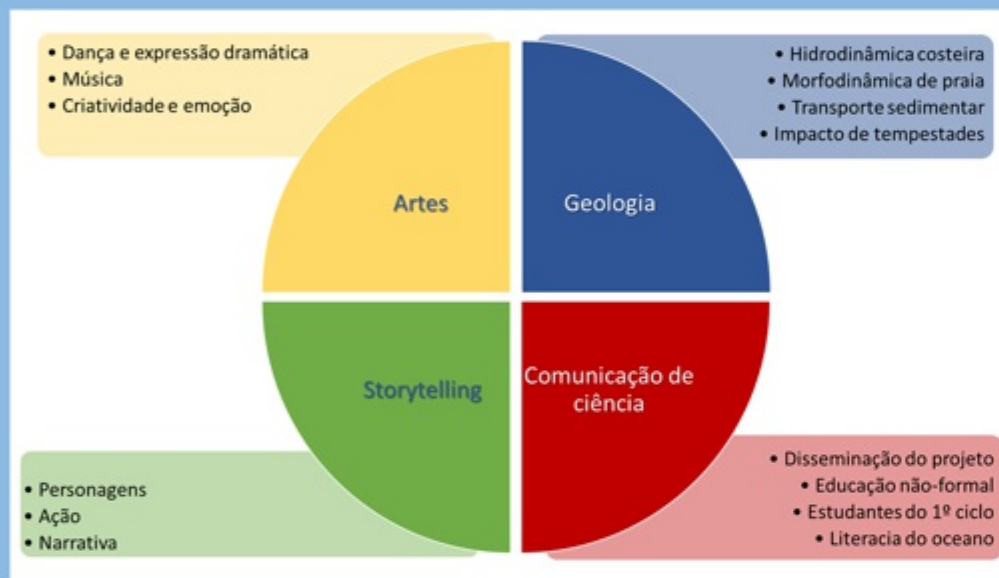 • Dança e expressão dramática
• Música
• Criatividade e emoção
• Hidrodinâmica costeira
• Morfodinâmica de praia
• Transporte sedimentar
• Impacto de tempestades
Artes
Geologia
Storytelling
Comunicação de
ciência
• Personagens
• Ação
• Narrativa
• Disseminação do projeto
• Educação não-formal
• Estudantes do 1º ciclo
• Literacia do oceano